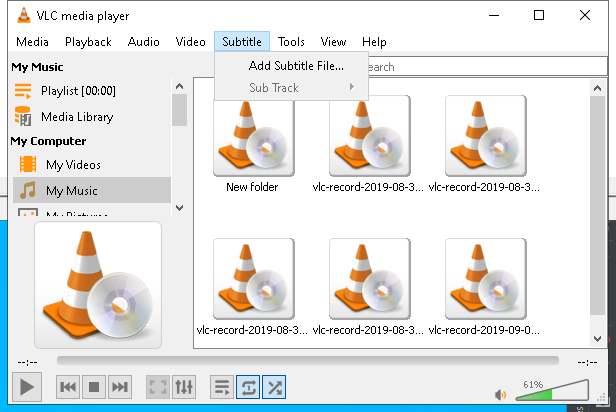 VLC media player
Media Playback Audio Video Subtitle Tools View Help
My Music
earch
Add Subtitle File...
Playlist [00:00]
Sub Track
Media Library
My Computer
My Videos
My Music
My Pictures
New folder
vlc-record-2019-08-3...
vlc-record-2019-08-3...
vlc-record-2019-08-3...
vlc-record-2019-08-3...
vlc-record-2019-09-0...
--:--
--:--
61%